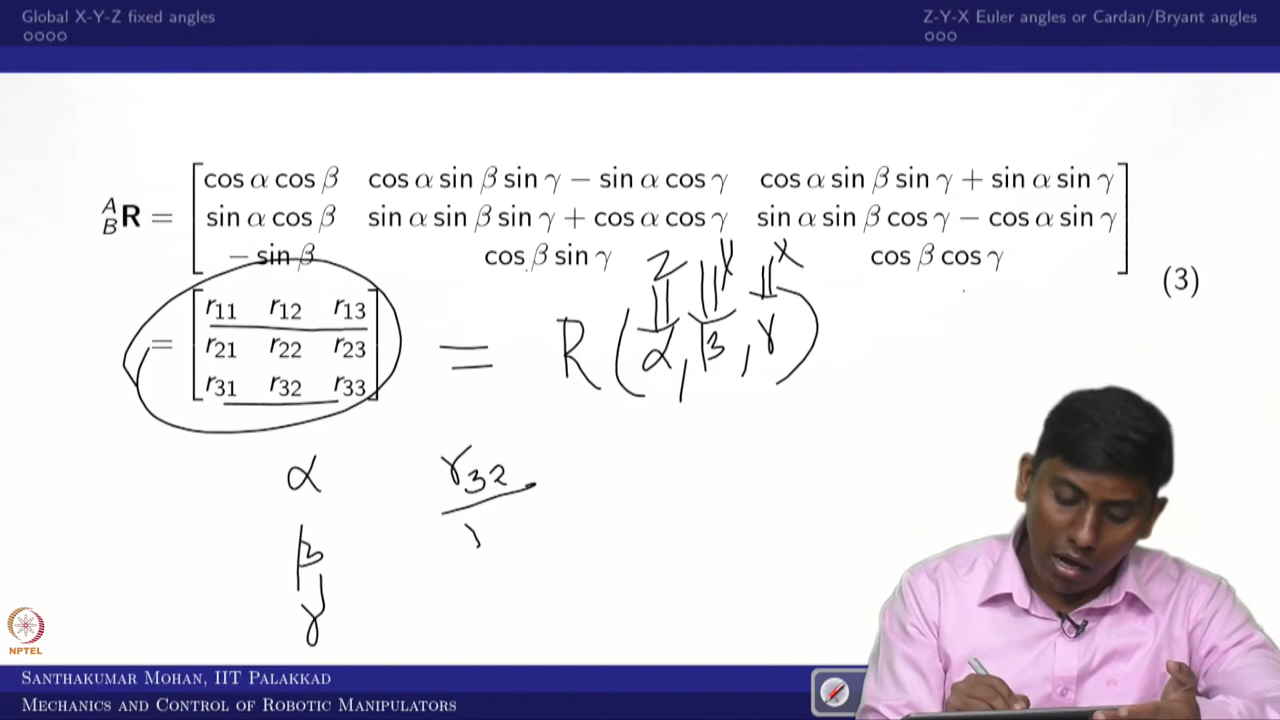 Global X-Y-Z fixed angles
Z-Y-X Euler angles or Cardan/Bryant angles
A B R = [ cos α cos β cos α sin β sin γ − sin α cos γ cos α sin β sin γ + sin α sin γ
sin α cos β sin α sin β sin γ + cos α cos γ sin α sin β cos γ − cos α sin γ
− sin β cos β sin γ cos β cos γ ]
(3)
= [ r11 r12 r13
r21 r22 r23
r31 r32 r33 ]
Z Y X
= R(α, β, γ)
α r32
β
γ
NPTEL
Santhakumar Mohan, IIT Palakkad
Mechanics and Control of Robotic Manipulators